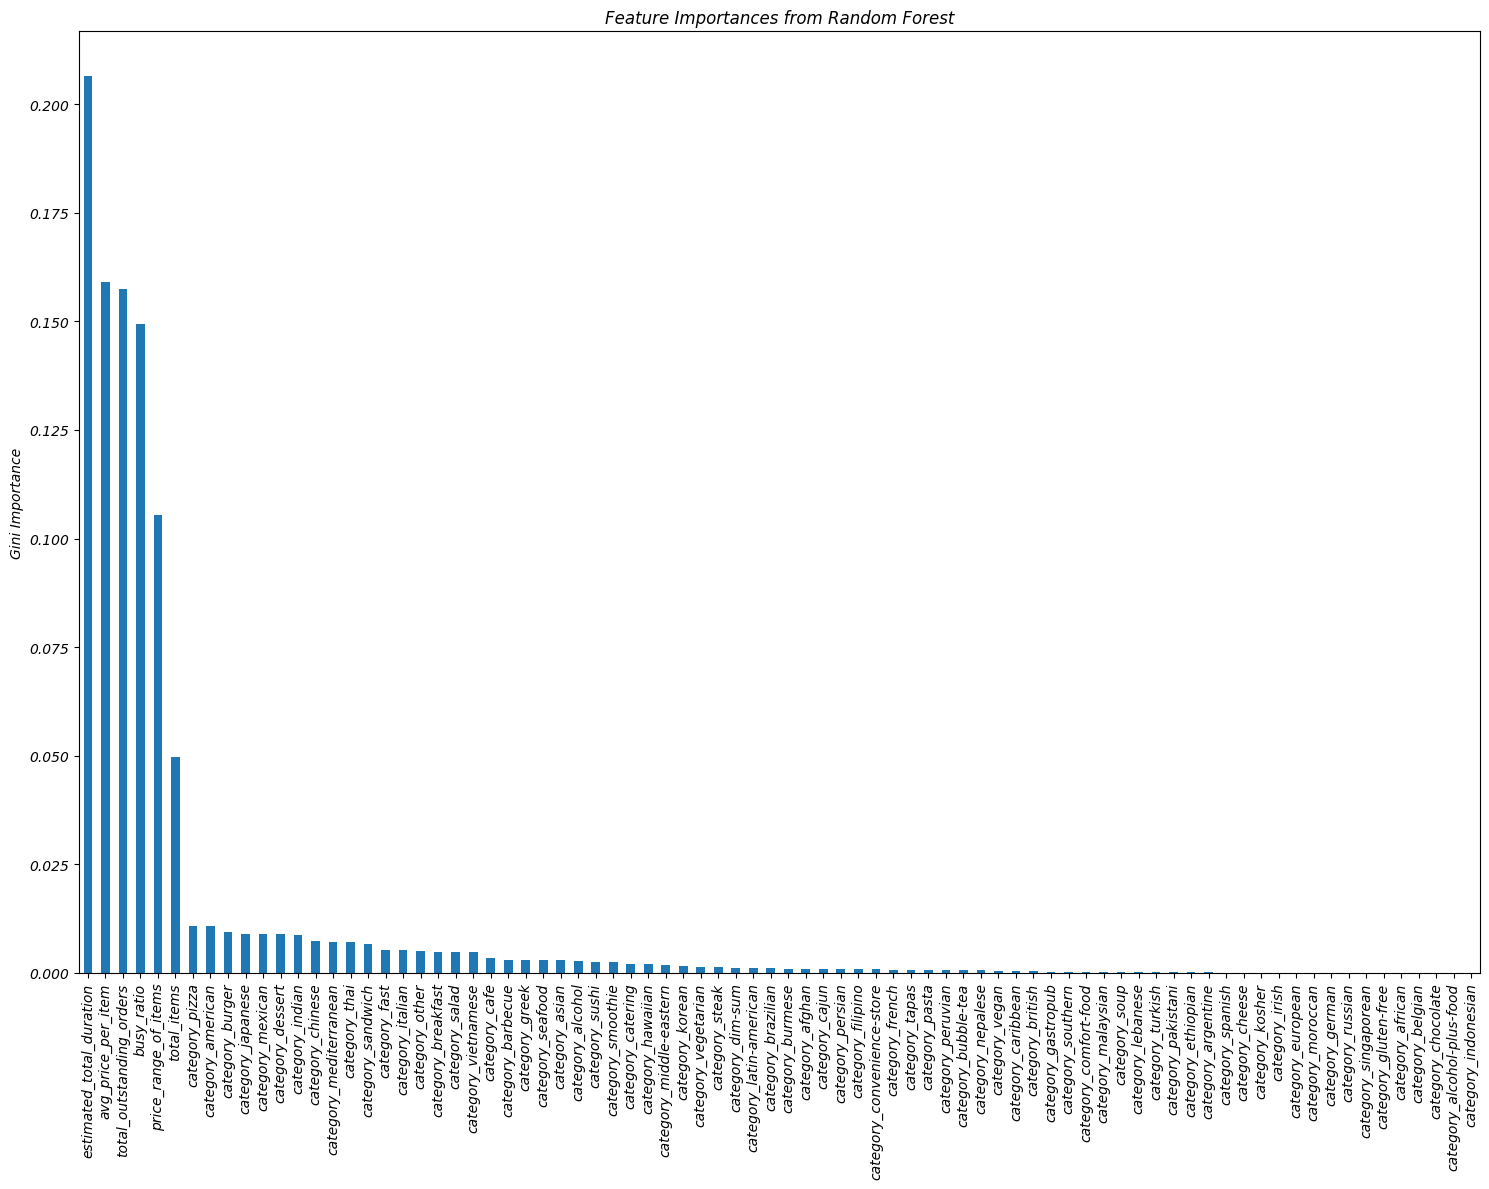 Feature Importances from Random Forest
Gini Importance
0.200
0.175
0.150
0.125
0.100
0.075
0.050
0.025
0.000
estimated_total_duration
avg_price_per_item
total_outstanding_orders
busy_ratio
price_range_of_items
total_items
category_pizza
category_american
category_burger
category_japanese
category_mexican
category_dessert
category_indian
category_chinese
category_mediterranean
category_thai
category_sandwich
category_fast
category_italian
category_other
category_breakfast
category_salad
category_vietnamese
category_cafe
category_barbecue
category_greek
category_seafood
category_asian
category_alcohol
category_sushi
category_smoothie
category_catering
category_hawaiian
category_middle-eastern
category_korean
category_vegetarian
category_steak
category_dim-sum
category_latin-american
category_brazilian
category_burmese
category_afghan
category_cajun
category_persian
category_filipino
category_convenience-store
category_french
category_tapas
category_pasta
category_peruvian
category_bubble-tea
category_nepalese
category_vegan
category_caribbean
category_british
category_gastropub
category_southern
category_comfort-food
category_malaysian
category_soup
category_lebanese
category_turkish
category_pakistani
category_ethiopian
category_argentine
category_spanish
category_cheese
category_kosher
category_irish
category_european
category_moroccan
category_german
category_russian
category_singaporean
category_gluten-free
category_african
category_belgian
category_chocolate
category_alcohol-plus-food
category_indonesian